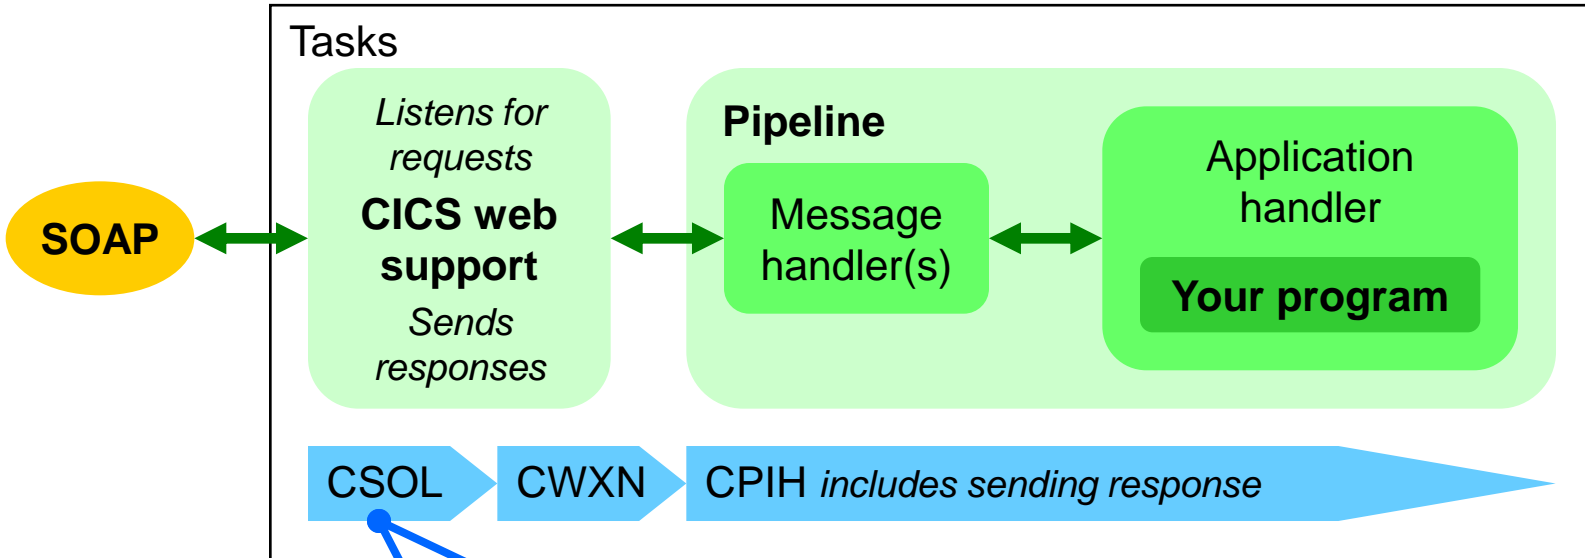 Tasks
Listens for
requests
CICS web
support
Sends
responses
SOAP
Pipeline
Message
handler(s)
Application
handler
Your program
CSOL
CWXN
CPIH includes sending response